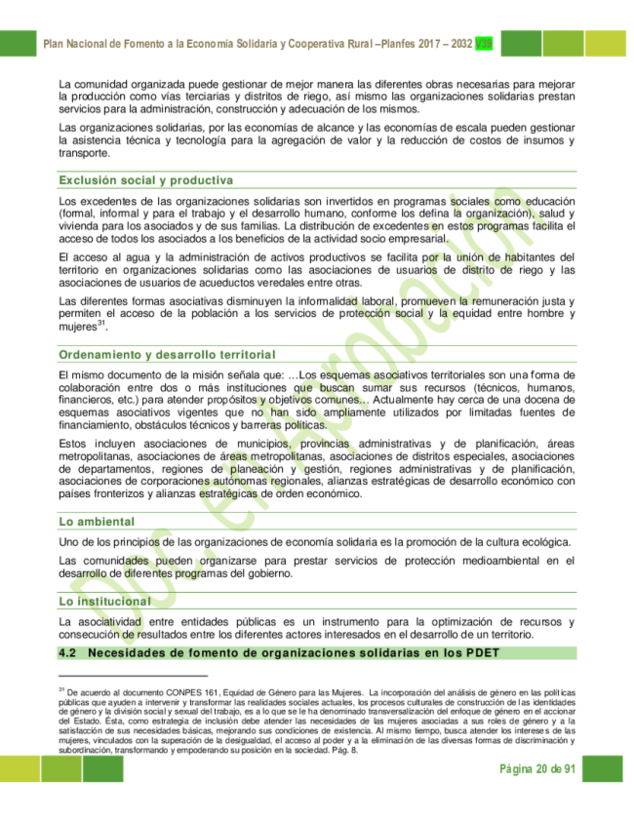 Plan Nacional de Fomento a la Economía Solidaria y Cooperativa Rural –Planfes 2017 – 2032 v39
La comunidad organizada puede gestionar de mejor manera las diferentes obras necesarias para mejorar
la producción como vías terciarias y distritos de riego, así mismo las organizaciones solidarias prestan
servicios para la administración, construcción y adecuación de los mismos.
Las organizaciones solidarias, por las economías de alcance y las economías de escala pueden gestionar
la asistencia técnica y tecnología para la agregación de valor y la reducción de costos de insumos y
transporte.
Exclusión social y productiva
Los excedentes de las organizaciones solidarias son invertidos en programas sociales como educación
(formal, informal y para el trabajo y el desarrollo humano, conforme los defina la organización), salud y
vivienda para los asociados y de sus familias. La distribución de excedentes en estos programas facilita el
acceso de todos los asociados a los beneficios de la actividad socio empresarial.
El acceso al agua y la administración de activos productivos se facilita por la unión de habitantes del
territorio en organizaciones solidarias como las asociaciones de usuarios de distrito de riego y las
asociaciones de usuarios de acueductos veredales entre otras.
Las diferentes formas asociativas disminuyen la informalidad laboral, promueven la remuneración justa y
permiten el acceso de la población a los servicios de protección social y la equidad entre hombre y
mujeres31.
Ordenamiento y desarrollo territorial
El mismo documento de la misión señala que: …Los esquemas asociativos territoriales son una forma de
colaboración entre dos o más instituciones que buscan sumar sus recursos (técnicos, humanos,
financieros, etc.) para atender propósitos y objetivos comunes… Actualmente hay cerca de una docena de
esquemas asociativos vigentes que no han sido ampliamente utilizados por limitadas fuentes de
financiamiento, obstáculos técnicos y barreras políticas.
Estos incluyen asociaciones de municipios, provincias administrativas y de planificación, áreas
metropolitanas, asociaciones de áreas metropolitanas, asociaciones de distritos especiales, asociaciones
de departamentos, regiones de planeación y gestión, regiones administrativas y de planificación,
asociaciones de corporaciones autónomas regionales, alianzas estratégicas de desarrollo económico con
países fronterizos y alianzas estratégicas de orden económico.
Lo ambiental
Uno de los principios de las organizaciones de economía solidaria es la promoción de la cultura ecológica.
Las comunidades pueden organizarse para prestar servicios de protección medioambiental en el
desarrollo de diferentes programas del gobierno.
Lo institucional
La asociatividad entre entidades públicas es un instrumento para la optimización de recursos y
consecución de resultados entre los diferentes actores interesados en el desarrollo de un territorio.
4.2 Necesidades de fomento de organizaciones solidarias en los PDET
31 De acuerdo al documento CONPES 161, Equidad de Género para las Mujeres. La incorporación del análisis de género en las políticas
públicas que ayuden a intervenir y transformar las realidades sociales actuales, los procesos culturales de construcción de las identidades
de género y la división social y sexual del trabajo, es a lo que se le ha denominado transversalización del enfoque de género en el accionar
del Estado. Ésta, como estrategia de inclusión debe atender las necesidades de las mujeres asociadas a sus roles de género y a la
satisfacción de sus necesidades básicas, mejorando sus condiciones de existencia. Al mismo tiempo, busca atender los intereses de las
mujeres, vinculados con la superación de la desigualdad, el acceso al poder y a la eliminación de las diversas formas de discriminación y
subordinación, transformando y empoderando su posición en la sociedad. Pág. 8.
Página 20 de 91
Doc. en Aprobación